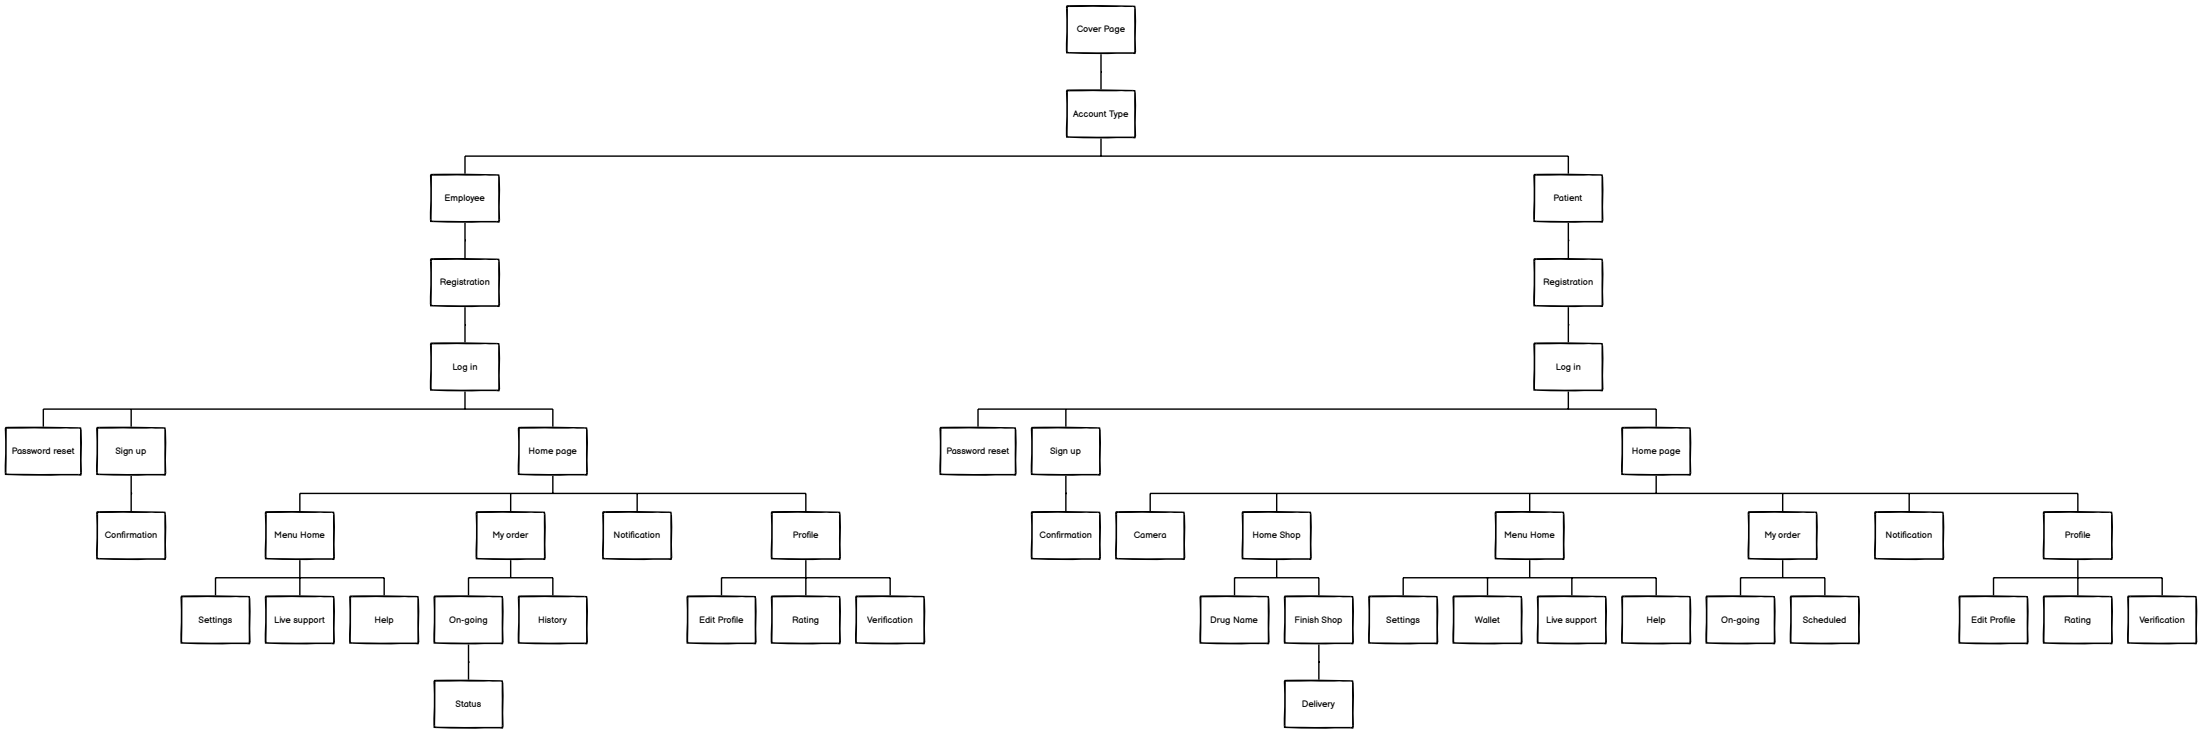 Cover Page
Account Type
Employee
Patient
Registration
Registration
Log in
Log in
Password reset
Sign up
Home page
Password reset
Sign up
Home page
Confirmation
Menu Home
My order
Notification
Profile
Confirmation
Camera
Home Shop
Menu Home
My order
Notification
Profile
Settings
Live support
Help
On-going
History
Edit Profile
Rating
Verification
Drug Name
Finish Shop
Settings
Wallet
Live support
Help
On-going
Scheduled
Edit Profile
Rating
Verification
Status
Delivery